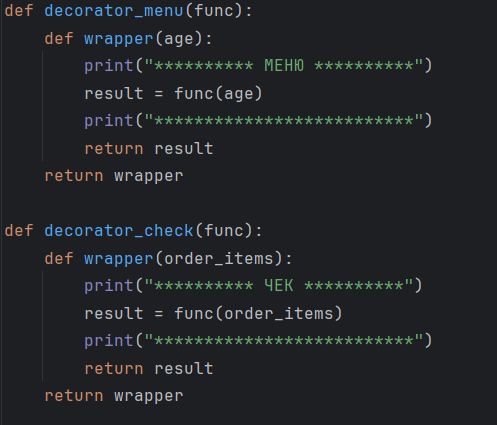 def decorator_menu(func):
    def wrapper(age):
        print("********** МЕНЮ **********")
        result = func(age)
        print("**************************")
        return result
    return wrapper

def decorator_check(func):
    def wrapper(order_items):
        print("********** ЧЕК **********")
        result = func(order_items)
        print("**************************")
        return result
    return wrapper